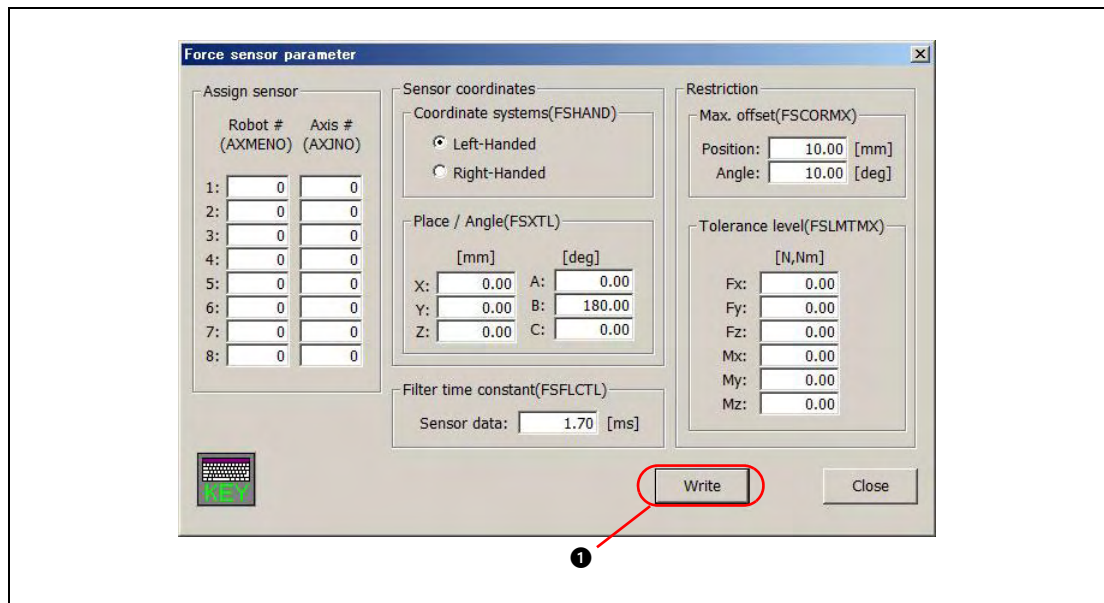 Force sensor parameter
Assign sensor
Robot # Axis #
(AXMENO) (AXJNO)
1: 0 0
2: 0 0
3: 0 0
4: 0 0
5: 0 0
6: 0 0
7: 0 0
8: 0 0
KEY
Sensor coordinates
Coordinate systems(FSHAND)
Left-Handed
Right-Handed
Place / Angle(FSXTL)
[mm] [deg]
X: 0.00 A: 0.00
Y: 0.00 B: 180.00
Z: 0.00 C: 0.00
Filter time constant(FSFLCTL)
Sensor data: 1.70 [ms]
Restriction
Max. offset(FSCORMX)
Position: 10.00 [mm]
Angle: 10.00 [deg]
Tolerance level(FSLMTMX)
[N,Nm]
Fx: 0.00
Fy: 0.00
Fz: 0.00
Mx: 0.00
My: 0.00
Mz: 0.00
Write Close
❶